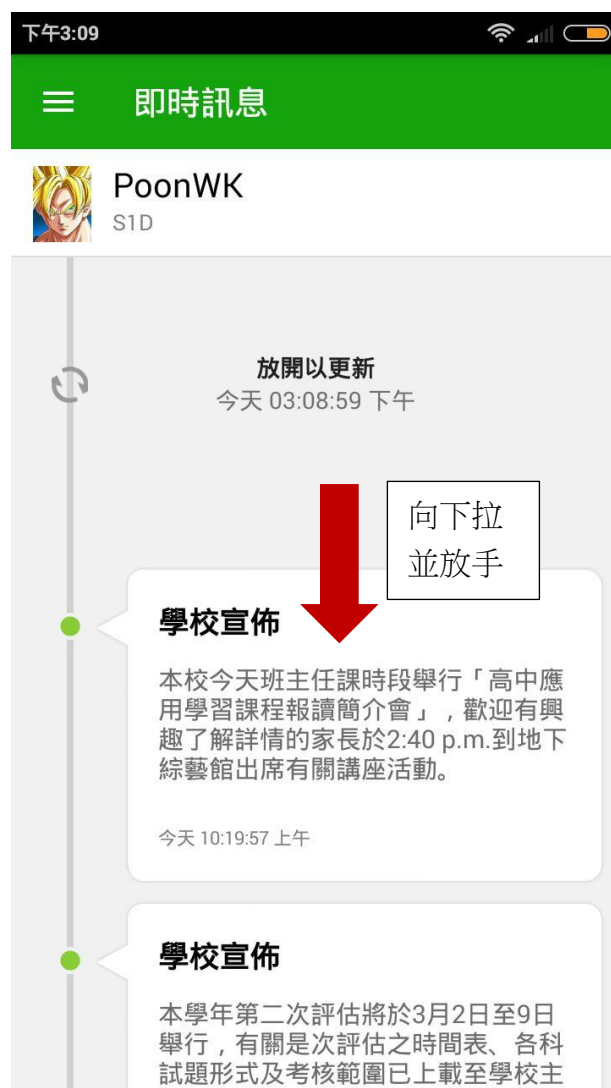 下午3:09
即時訊息
PoonWK
S1D
放開以更新
今天 03:08:59 下午
向下拉
並放手
學校宣佈
本校今天班主任課時段舉行「高中應
用學習課程報讀簡介會」，歡迎有興
趣了解詳情的家長於2:40 p.m.到地下
綜藝館出席有關講座活動。
今天 10:19:57 上午
學校宣佈
本學年第二次評估將於3月2日至9日
舉行，有關是次評估之時間表、各科
試題形式及考核範圍已上載至學校主